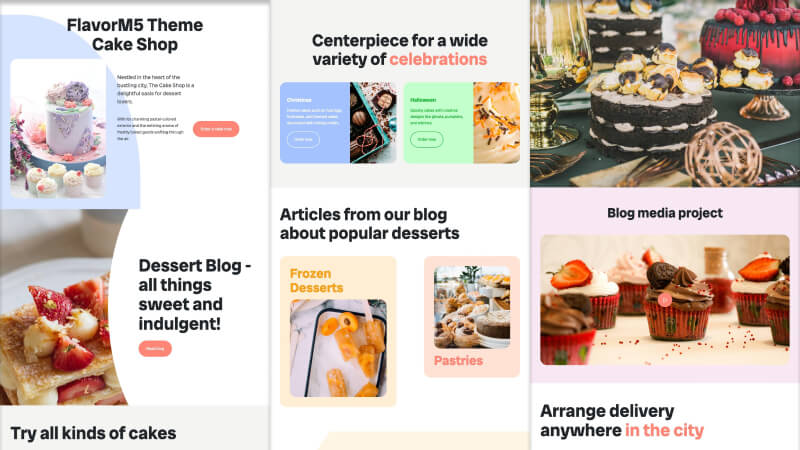 FlavorM5 Theme
Cake Shop
Nestled in the heart of the
bustling city, The Cake Shop is a
delightful oasis for dessert
lovers.
With its charming pastel-colored
exterior and the enticing aroma of
freshly baked goods wafting through
the air.
Order a cake now
Dessert Blog -
all things
sweet and
indulgent!
Read blog
Try all kinds of cakes
Centerpiece for a wide
variety of celebrations
Christmas
Order now
Halloween
Order now
Articles from our blog
about popular desserts
Frozen
Desserts
Pastries
Blog media project
Arrange delivery
anywhere in the city